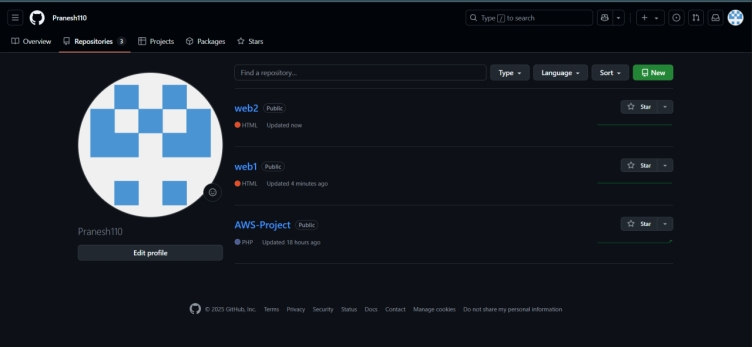 Pranesh110
Type / to search
Overview
Repositories 3
Projects
Packages
Stars
Find a repository...
Type
Language
Sort
New
web2 Public
Star
HTML Updated now
web1 Public
Star
HTML Updated 4 minutes ago
AWS-Project Public
Star
PHP Updated 18 hours ago
Pranesh110
Edit profile
© 2025 GitHub, Inc. Terms Privacy Security Status Docs Contact Manage cookies Do not share my personal information